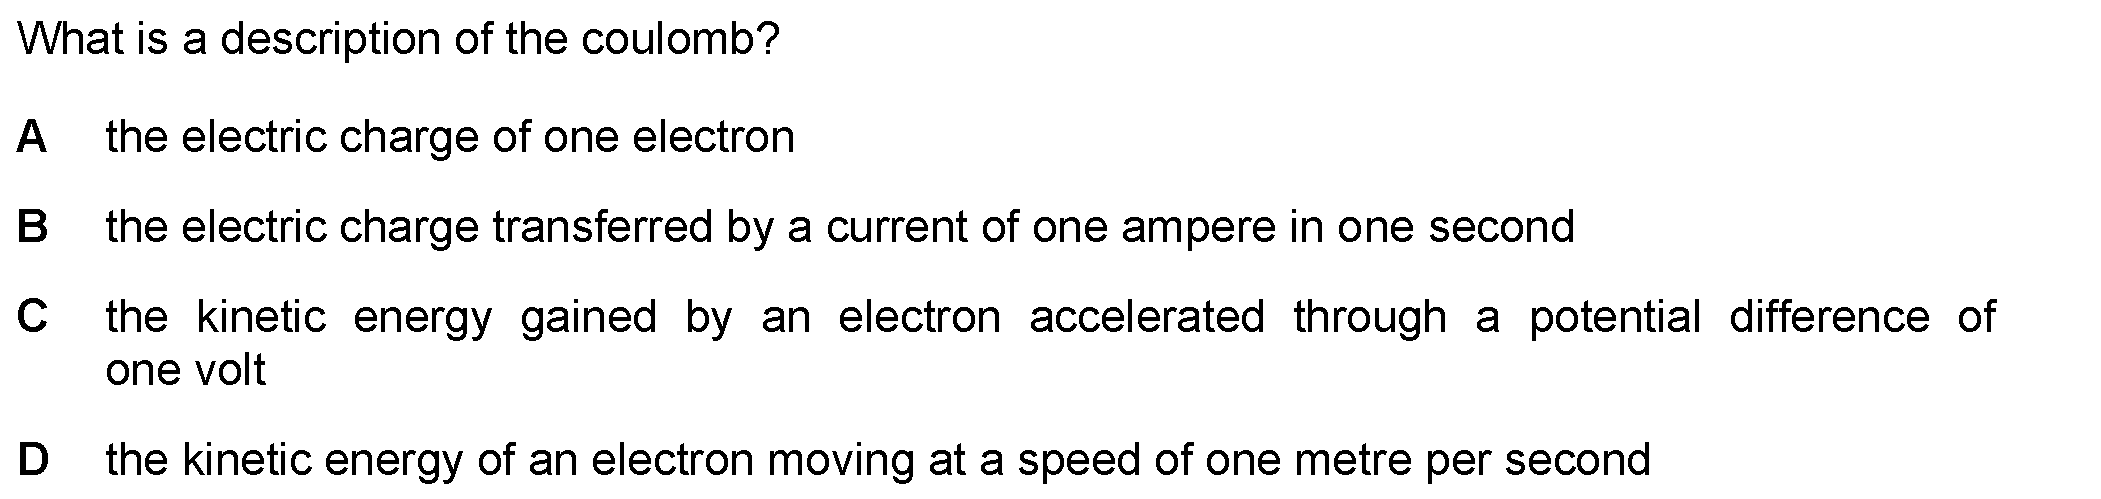 What is a description of the coulomb?
A the electric charge of one electron
B the electric charge transferred by a current of one ampere in one second
C the kinetic energy gained by an electron accelerated through a potential difference of
one volt
D the kinetic energy of an electron moving at a speed of one metre per second